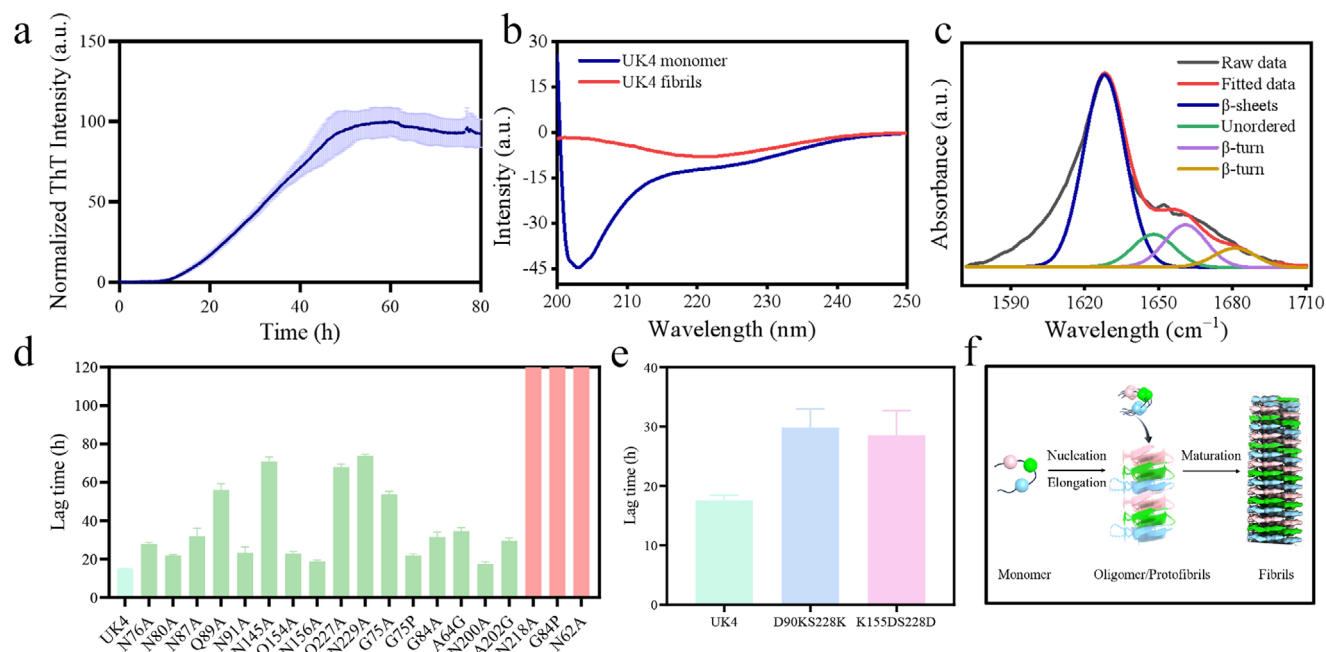 a
Normalized ThT Intensity (a.u.)
150
100
50
0
0 20 40 60 80
Time (h)
b
Intensity (a.u.)
30
15
0
-15
-30
-45
UK4 monomer
UK4 fibrils
200 210 220 230 240 250
Wavelength (nm)
c
Absorbance (a.u.)
Raw data
Fitted data
β-sheets
Unordered
β-turn
β-turn
1590 1620 1650 1680 1710
Wavelength (cm⁻¹)
d
Lag time (h)
120
100
80
60
40
20
0
UK4
N76A
N80A
N87A
Q89A
N91A
N145A
Q154A
N156A
Q227A
N229A
G75A
G75P
G84A
A64G
N200A
A202G
N218A
G84P
N62A
e
Lag time (h)
40
30
20
10
0
UK4 D90KS228K K155DS228D
f
Nucleation
Elongation
Maturation
Monomer
Oligomer/Protofibrils
Fibrils